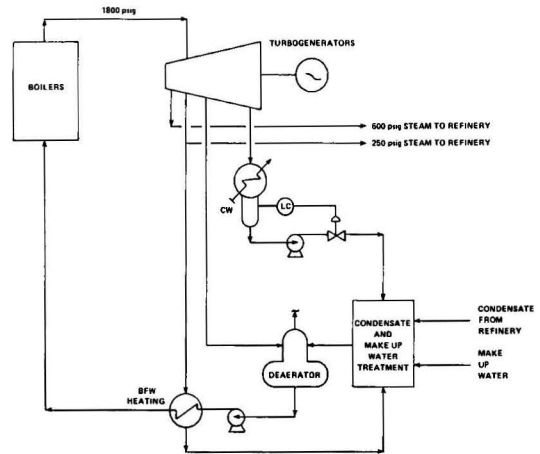 1800 psig
TURBOGENERATORS
BOILERS
600 psig STEAM TO REFINERY
250 psig STEAM TO REFINERY
CW
LC
CONDENSATE
FROM
REFINERY
CONDENSATE
AND
MAKE UP
WATER
TREATMENT
MAKE
UP
WATER
DEAERATOR
BFW
HEATING